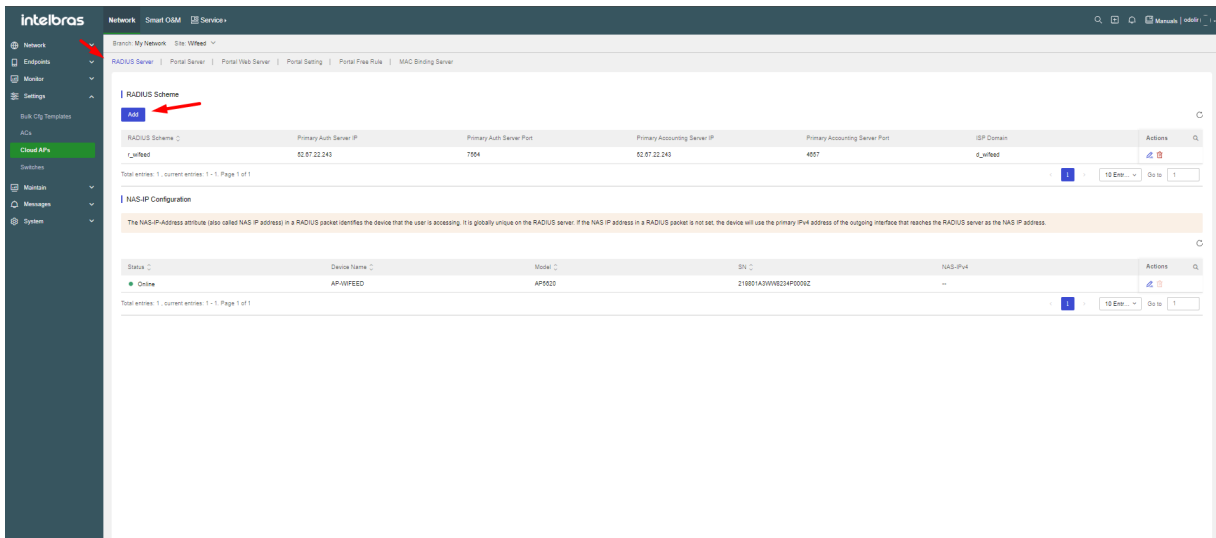 intelbras
Network Smart O&M Service
Manuals
Network
Endpoints
Monitor
Settings
Bulk Cfg Templates
ACs
Cloud APs
Switches
Maintain
Messages
System
Branch: My Network Site: Wifeed
RADIUS Server | Portal Server | Portal Web Server | Portal Setting | Portal Free Rule | MAC Binding Server
RADIUS Scheme
Add
RADIUS Scheme Primary Auth Server IP Primary Auth Server Port Primary Accounting Server IP Primary Accounting Server Port ISP Domain Actions
r_wifeed 52.67.22.243 52.67.22.243 d_wifeed
Total entries: 1 , current entries: 1 - 1. Page 1 of 1
1 10 Entr... Go to 1
NAS-IP Configuration
The NAS-IP-Address attribute (also called NAS IP address) in a RADIUS packet identifies the device that the user is accessing. It is globally unique on the RADIUS server. If the NAS IP address in a RADIUS packet is not set, the device will use the primary IPv4 address of the outgoing interface that reaches the RADIUS server as the NAS IP address.
Status Device Name Model SN NAS-IPv4 Actions
Online AP-WIFEED --
Total entries: 1 , current entries: 1 - 1. Page 1 of 1
1 10 Entr... Go to 1